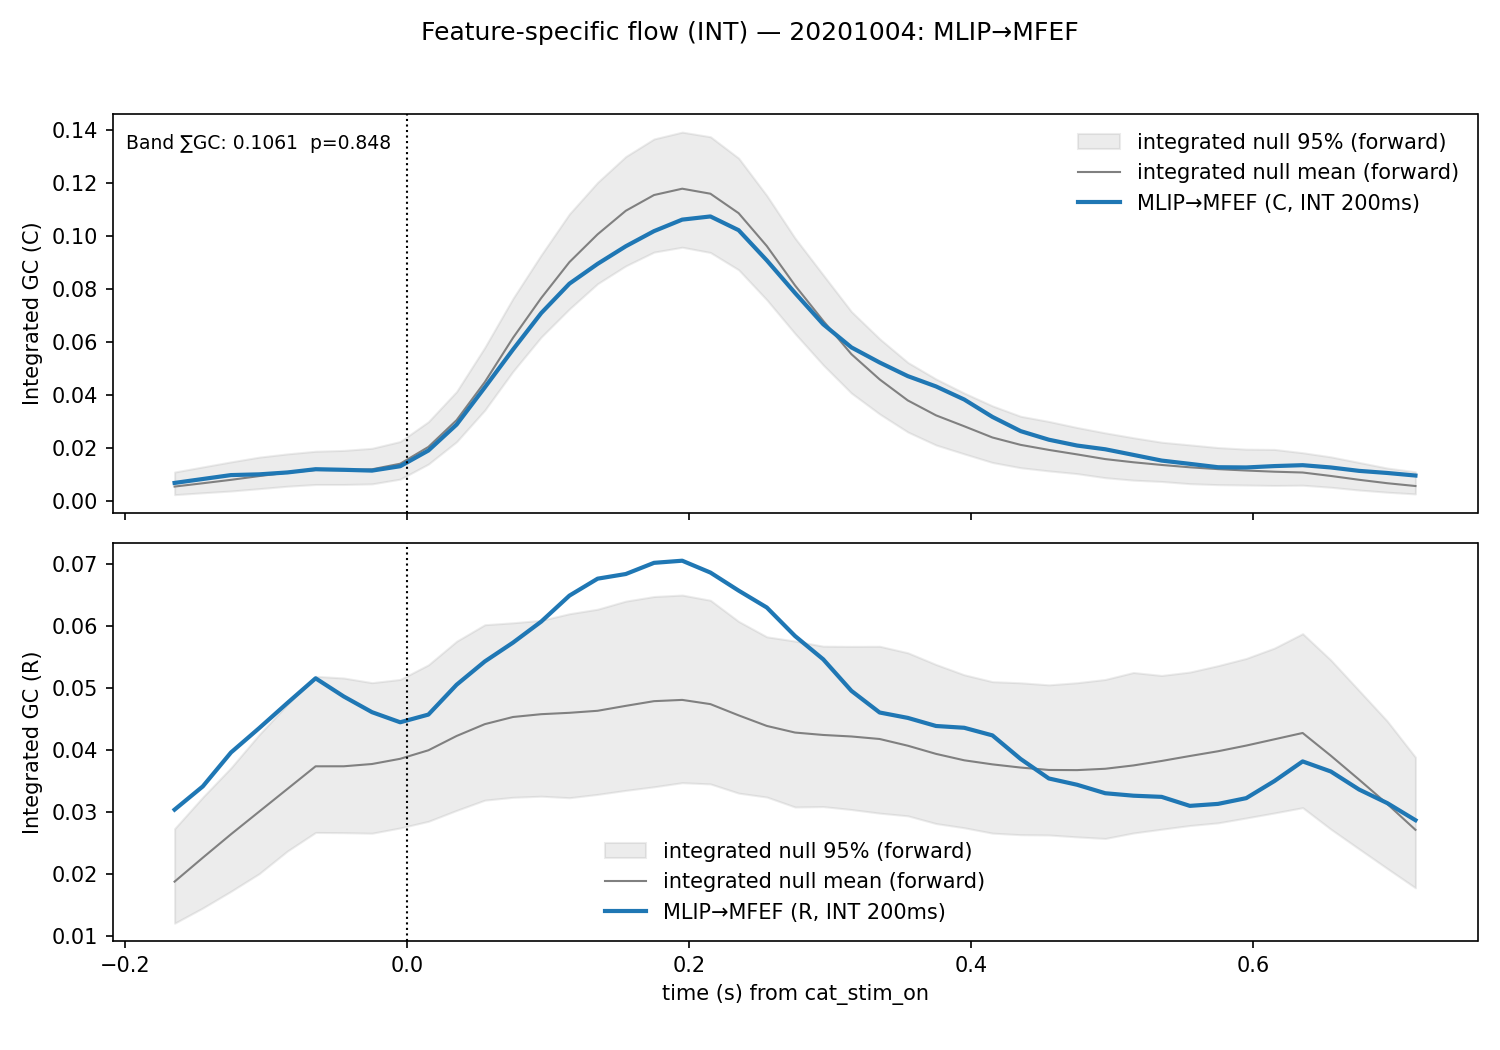 Feature-specific flow (INT) — 20201004: MLIP→MFEF
Band ∑GC: 0.1061  p=0.848
integrated null 95% (forward)
integrated null mean (forward)
MLIP→MFEF (C, INT 200ms)
Integrated GC (C)
0.14
0.12
0.10
0.08
0.06
0.04
0.02
0.00
Integrated GC (R)
0.07
0.06
0.05
0.04
0.03
0.02
0.01
integrated null 95% (forward)
integrated null mean (forward)
MLIP→MFEF (R, INT 200ms)
−0.2 0.0 0.2 0.4 0.6
time (s) from cat_stim_on